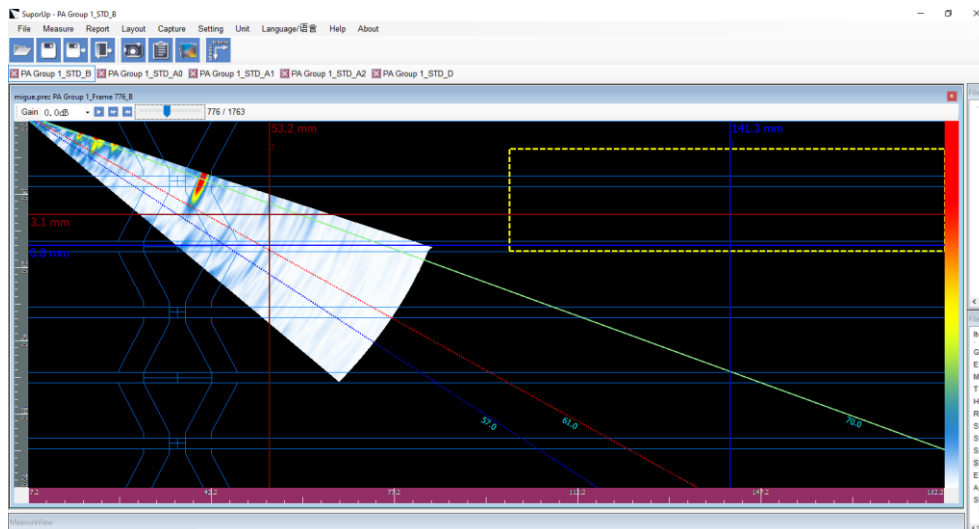 SuporUp - PA Group 1_STD_B
File Measure Report Layout Capture Setting Unit Language/语言 Help About
PA Group 1_STD_B PA Group 1_STD_A0 PA Group 1_STD_A1 PA Group 1_STD_A2 PA Group 1_STD_D
migue.prec PA Group 1_Frame 776_B
Gain 0.0dB 776 / 1763
53.2 mm 141.3 mm
3.1 mm
57.0 61.0 70.0
7.2 42.2 77.2 112.2 147.2 182.2
MeasureView